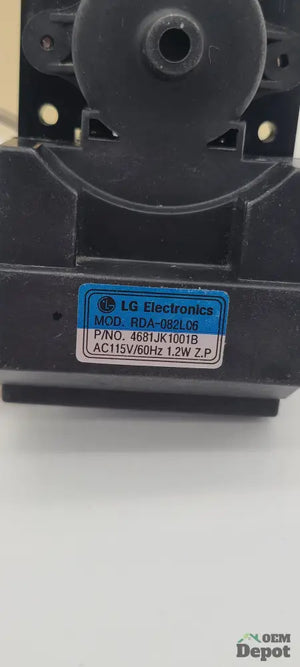 LG Electronics
MOD. RDA-082L06
P/NO. 4681JK1001B
AC115V/60Hz 1.2W Z.P
OEM
Depot